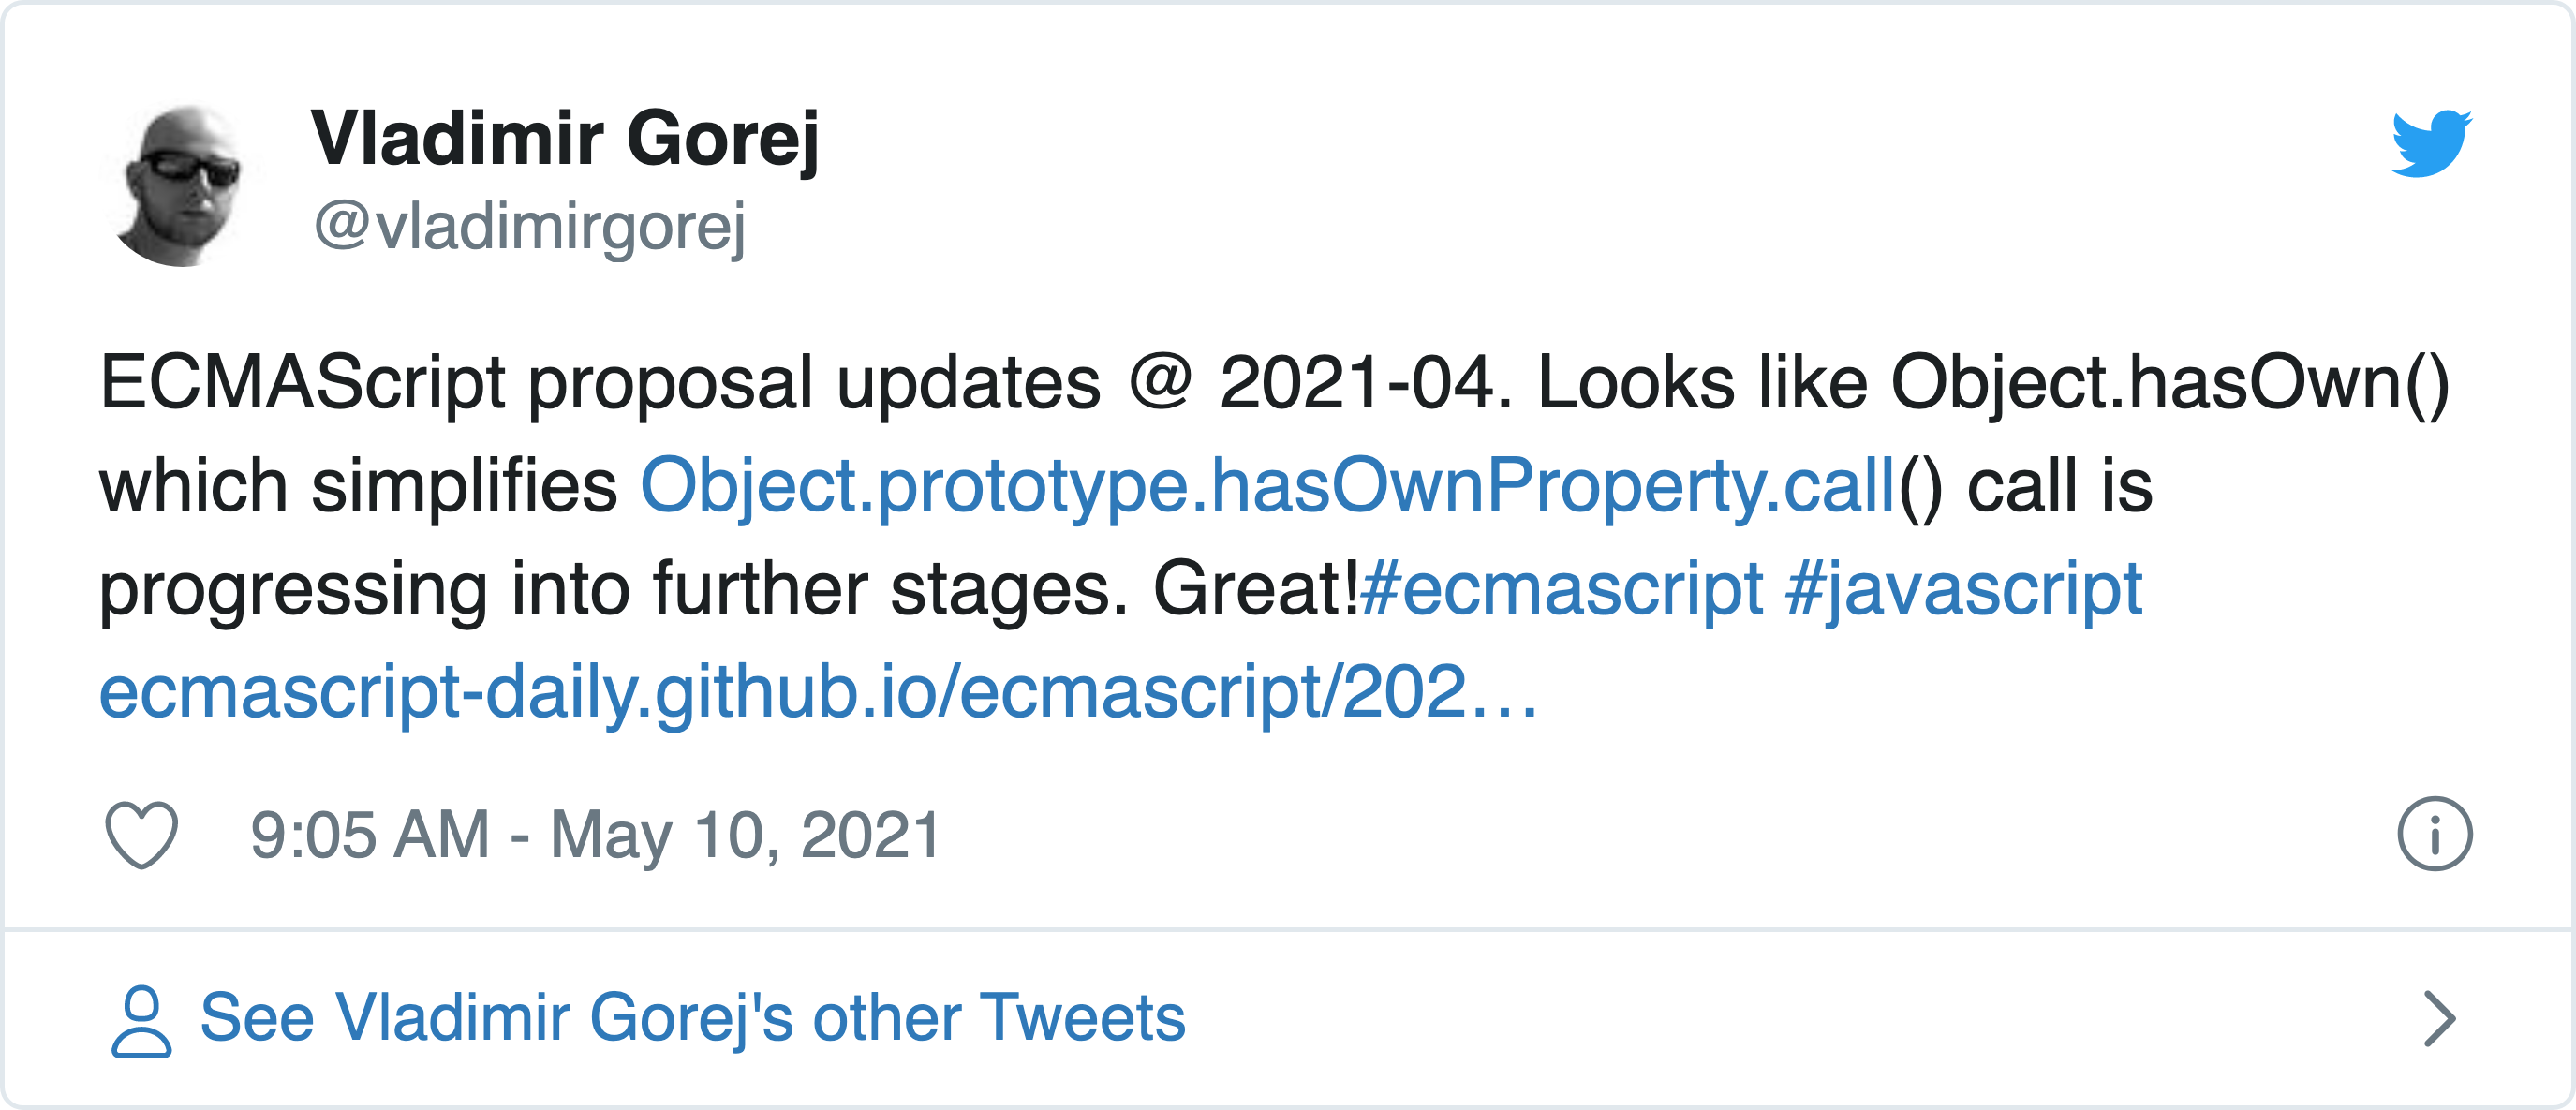 Vladimir Gorej
@vladimirgorej
ECMAScript proposal updates @ 2021-04. Looks like Object.hasOwn()
which simplifies Object.prototype.hasOwnProperty.call() call is
progressing into further stages. Great!#ecmascript #javascript
ecmascript-daily.github.io/ecmascript/202…
9:05 AM - May 10, 2021
See Vladimir Gorej's other Tweets